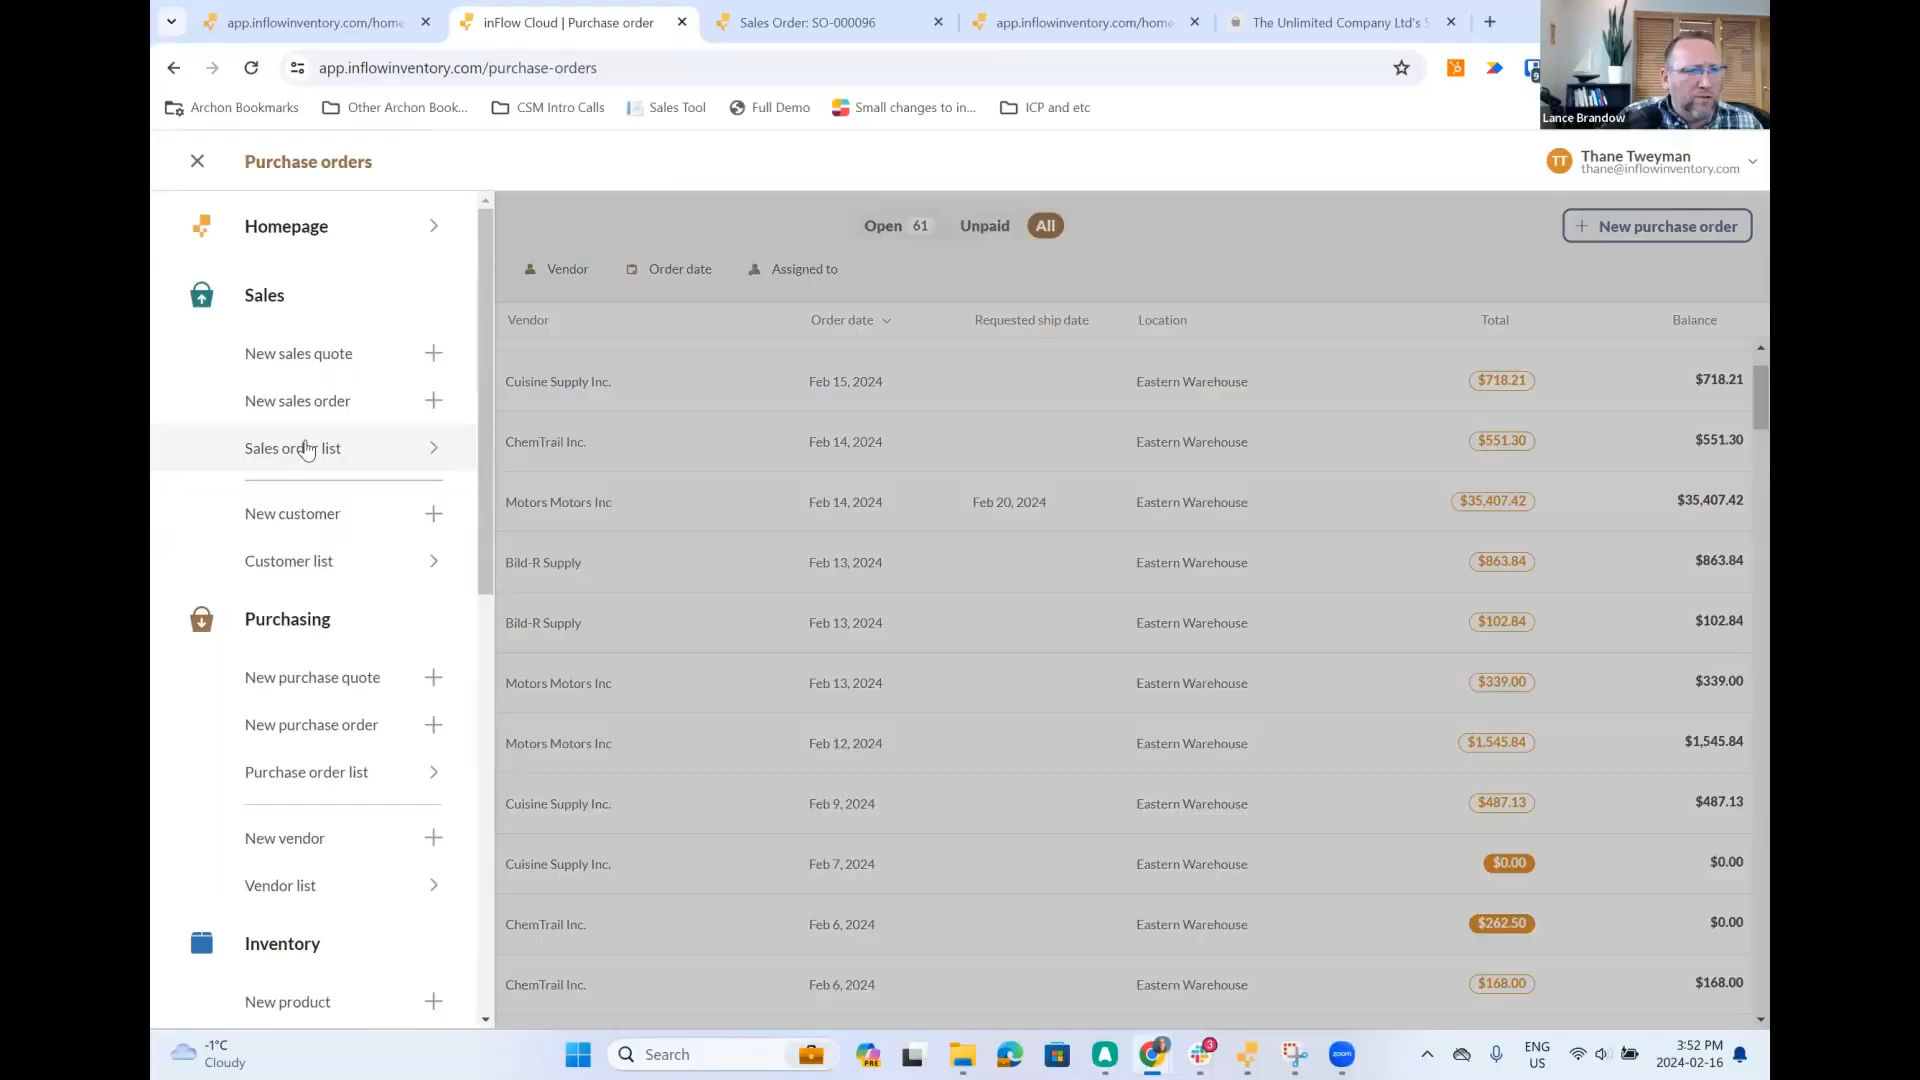 app.inflowinventory.com/home
inFlow Cloud | Purchase order
Sales Order: SO-000096
app.inflowinventory.com/home
The Unlimited Company Ltd's S
app.inflowinventory.com/purchase-orders
9
Archon Bookmarks
Other Archon Book...
CSM Intro Calls
Sales Tool
Full Demo
Small changes to in...
ICP and etc
Lance Brandow
Purchase orders
TT
Thane Tweyman
thane@inflowinventory.com
Homepage
Sales
New sales quote
New sales order
Sales order list
New customer
Customer list
Purchasing
New purchase quote
New purchase order
Purchase order list
New vendor
Vendor list
Inventory
New product
Open 61 Unpaid All
New purchase order
Vendor Order date Assigned to
Vendor Order date Requested ship date Location Total Balance
Cuisine Supply Inc. Feb 15, 2024 Eastern Warehouse $718.21 $718.21
ChemTrail Inc. Feb 14, 2024 Eastern Warehouse $551.30 $551.30
Motors Motors Inc Feb 14, 2024 Feb 20, 2024 Eastern Warehouse $35,407.42 $35,407.42
Bild-R Supply Feb 13, 2024 Eastern Warehouse $863.84 $863.84
Bild-R Supply Feb 13, 2024 Eastern Warehouse $102.84 $102.84
Motors Motors Inc Feb 13, 2024 Eastern Warehouse $339.00 $339.00
Motors Motors Inc Feb 12, 2024 Eastern Warehouse $1,545.84 $1,545.84
Cuisine Supply Inc. Feb 9, 2024 Eastern Warehouse $487.13 $487.13
Cuisine Supply Inc. Feb 7, 2024 Eastern Warehouse $0.00 $0.00
ChemTrail Inc. Feb 6, 2024 Eastern Warehouse $262.50 $0.00
ChemTrail Inc. Feb 6, 2024 Eastern Warehouse $168.00 $168.00
-1°C
Cloudy
Search
PRE
3
zoom
ENG
US
3:52 PM
2024-02-16